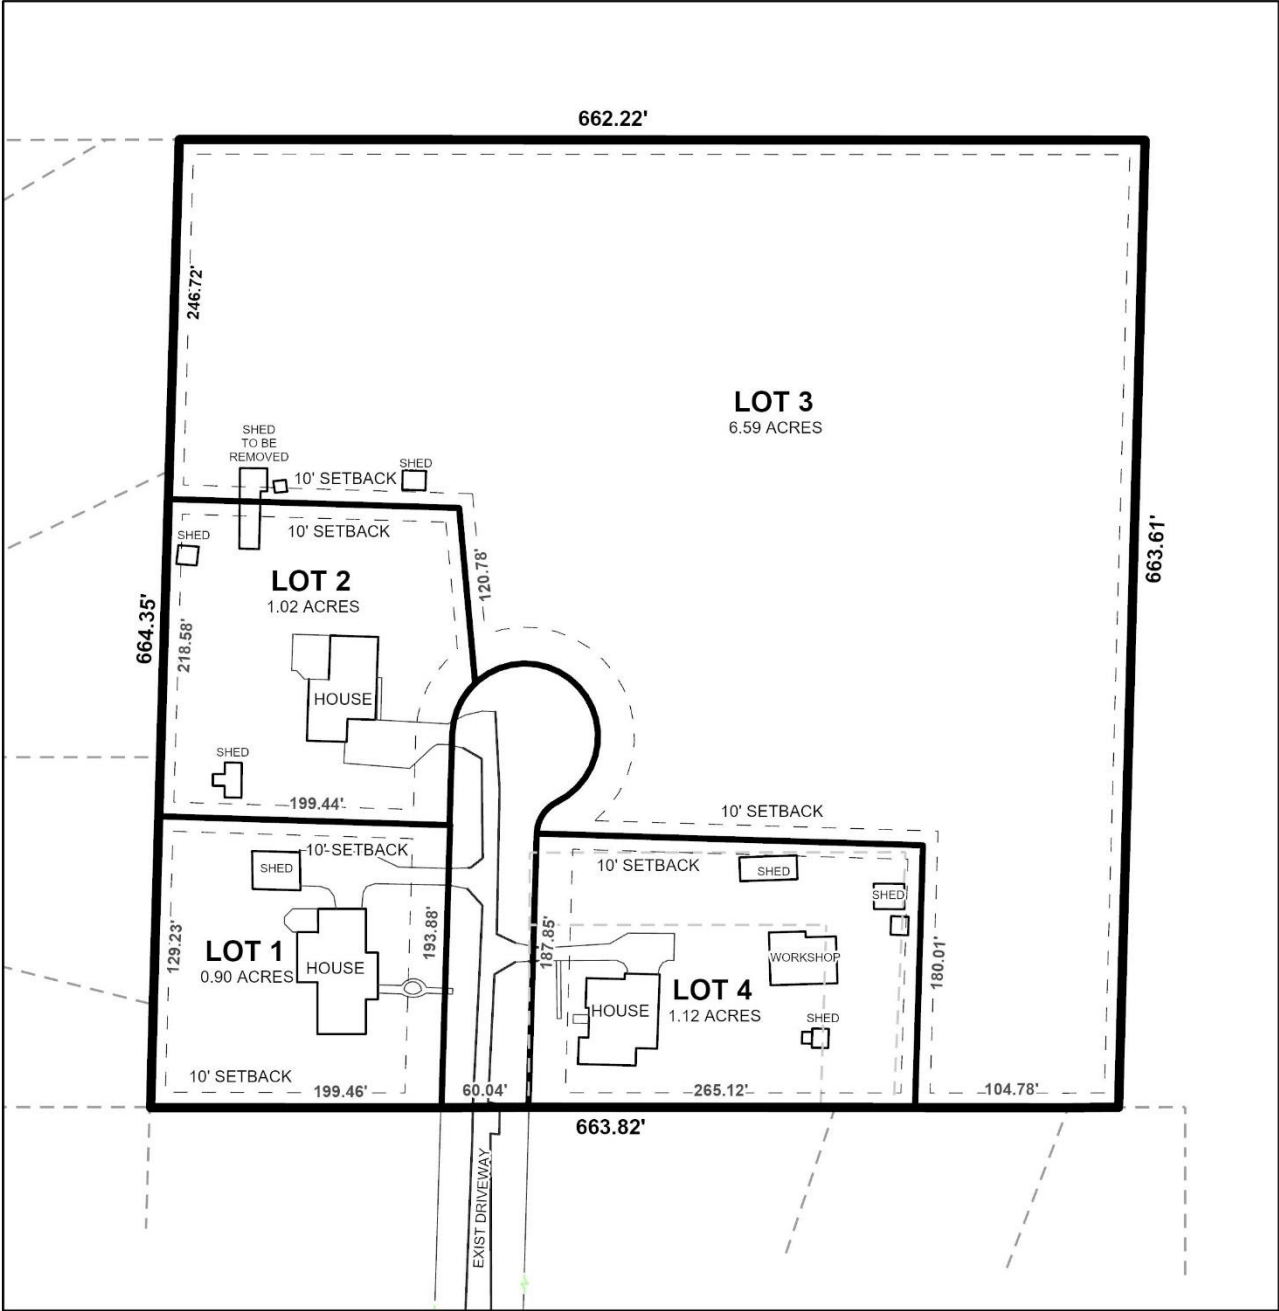 662.22'
246.72'
LOT 3
6.59 ACRES
SHED
TO BE
REMOVED
SHED
10' SETBACK
10' SETBACK
SHED
120.78'
663.61'
LOT 2
1.02 ACRES
664.35'
218.58'
HOUSE
SHED
199.44'
10' SETBACK
10' SETBACK
10' SETBACK
SHED
SHED
SHED
129.23'
193.88'
187.85'
180.01'
LOT 1
0.90 ACRES
HOUSE
WORKSHOP
LOT 4
1.12 ACRES
HOUSE
SHED
10' SETBACK
199.46'
60.04'
265.12'
104.78'
663.82'
EXIST DRIVEWAY